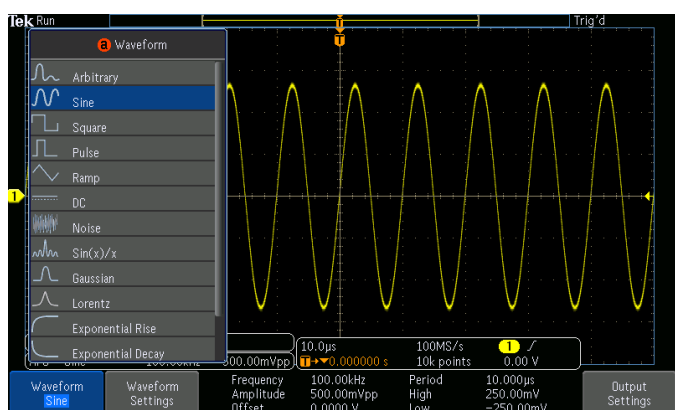 Tek Run Trig'd
T
a Waveform
Arbitrary
Sine
Square
Pulse
Ramp
1
DC
Noise
Sin(x)/x
Gaussian
Lorentz
Exponential Rise
Exponential Decay
10.0µs 100MS/s 1
500.00mVpp T→▼0.000000 s 10k points 0.00 V
Waveform
Sine
Waveform
Settings
Frequency 100.00kHz Period 10.000µs
Amplitude 500.00mVpp High 250.00mV
Offset 0.0000 V Low −250.00mV
Output
Settings